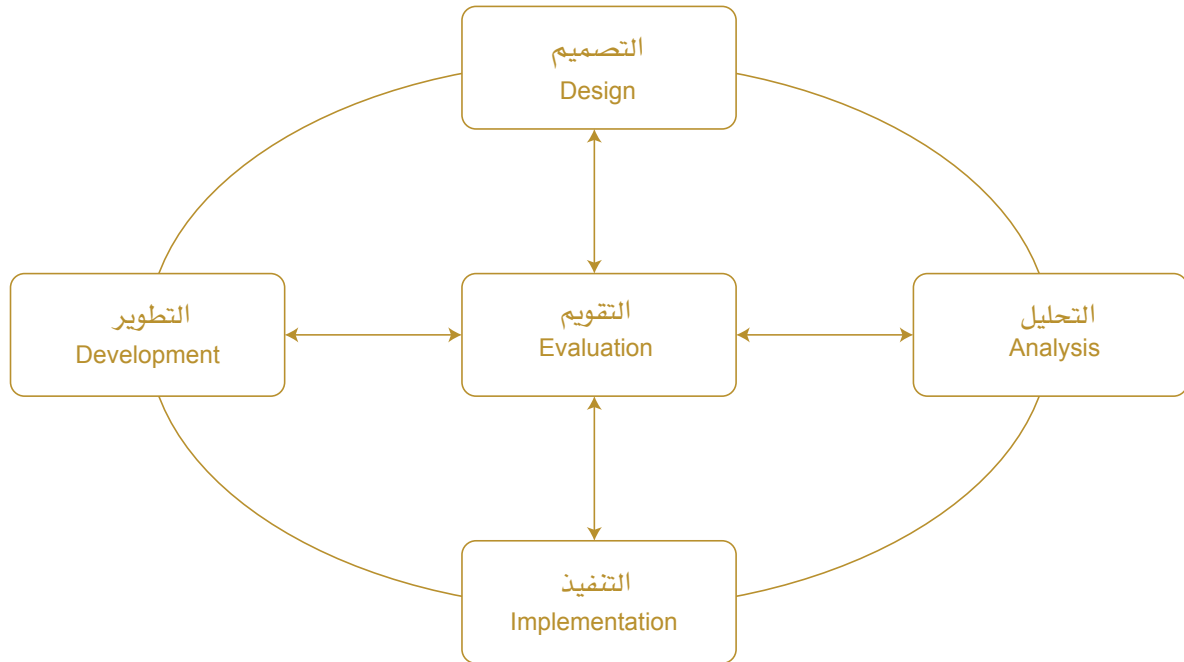 التصميم
Design
التحليل
Analysis
التقويم
Evaluation
التطوير
Development
التنفيذ
Implementation